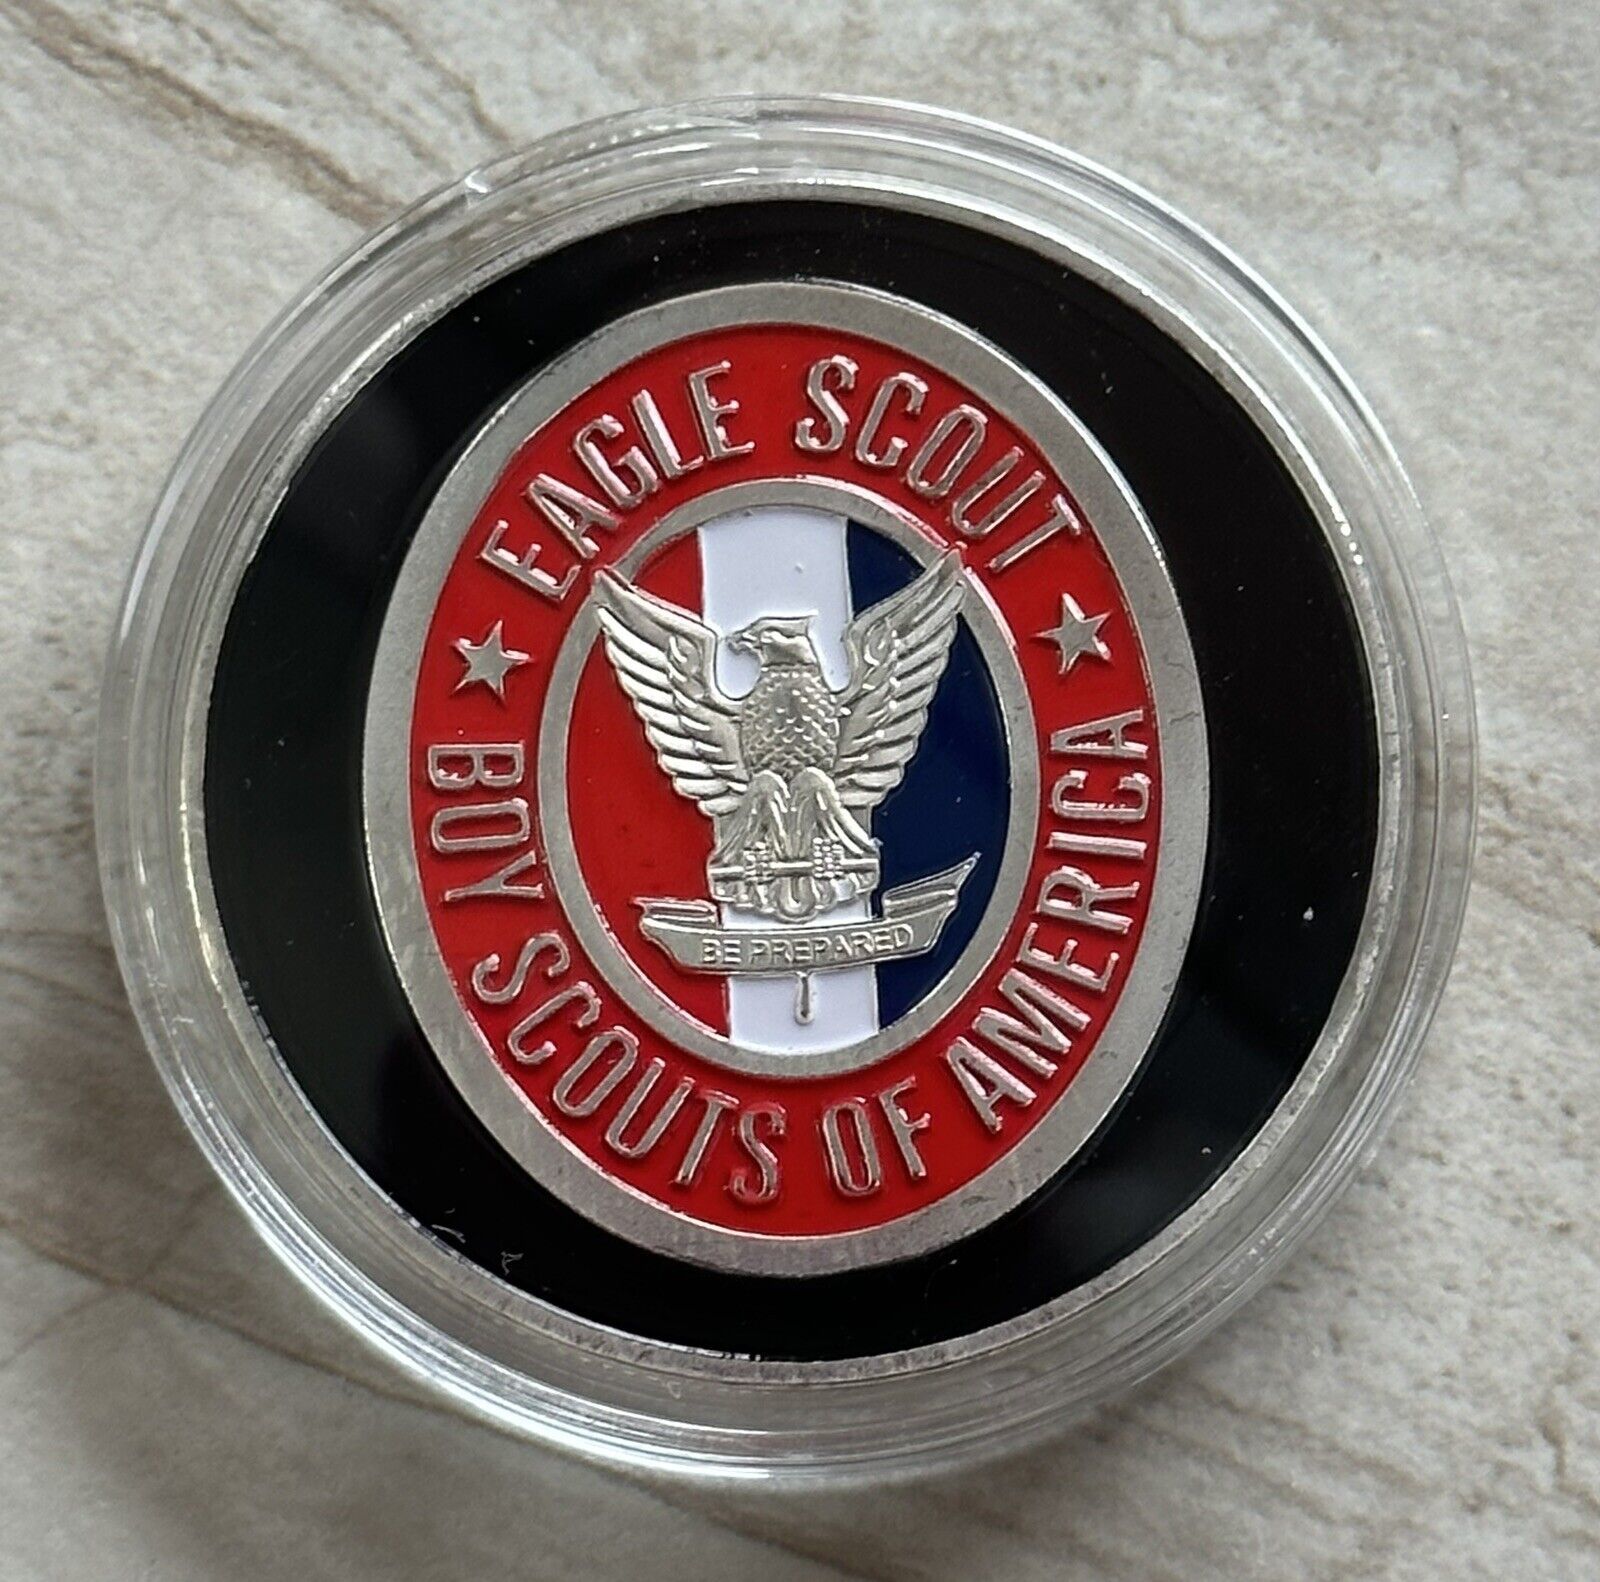 EAGLE SCOUT
BE PREPARED
BOY SCOUTS OF AMERICA